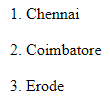 1. Chennai
2. Coimbatore
3. Erode